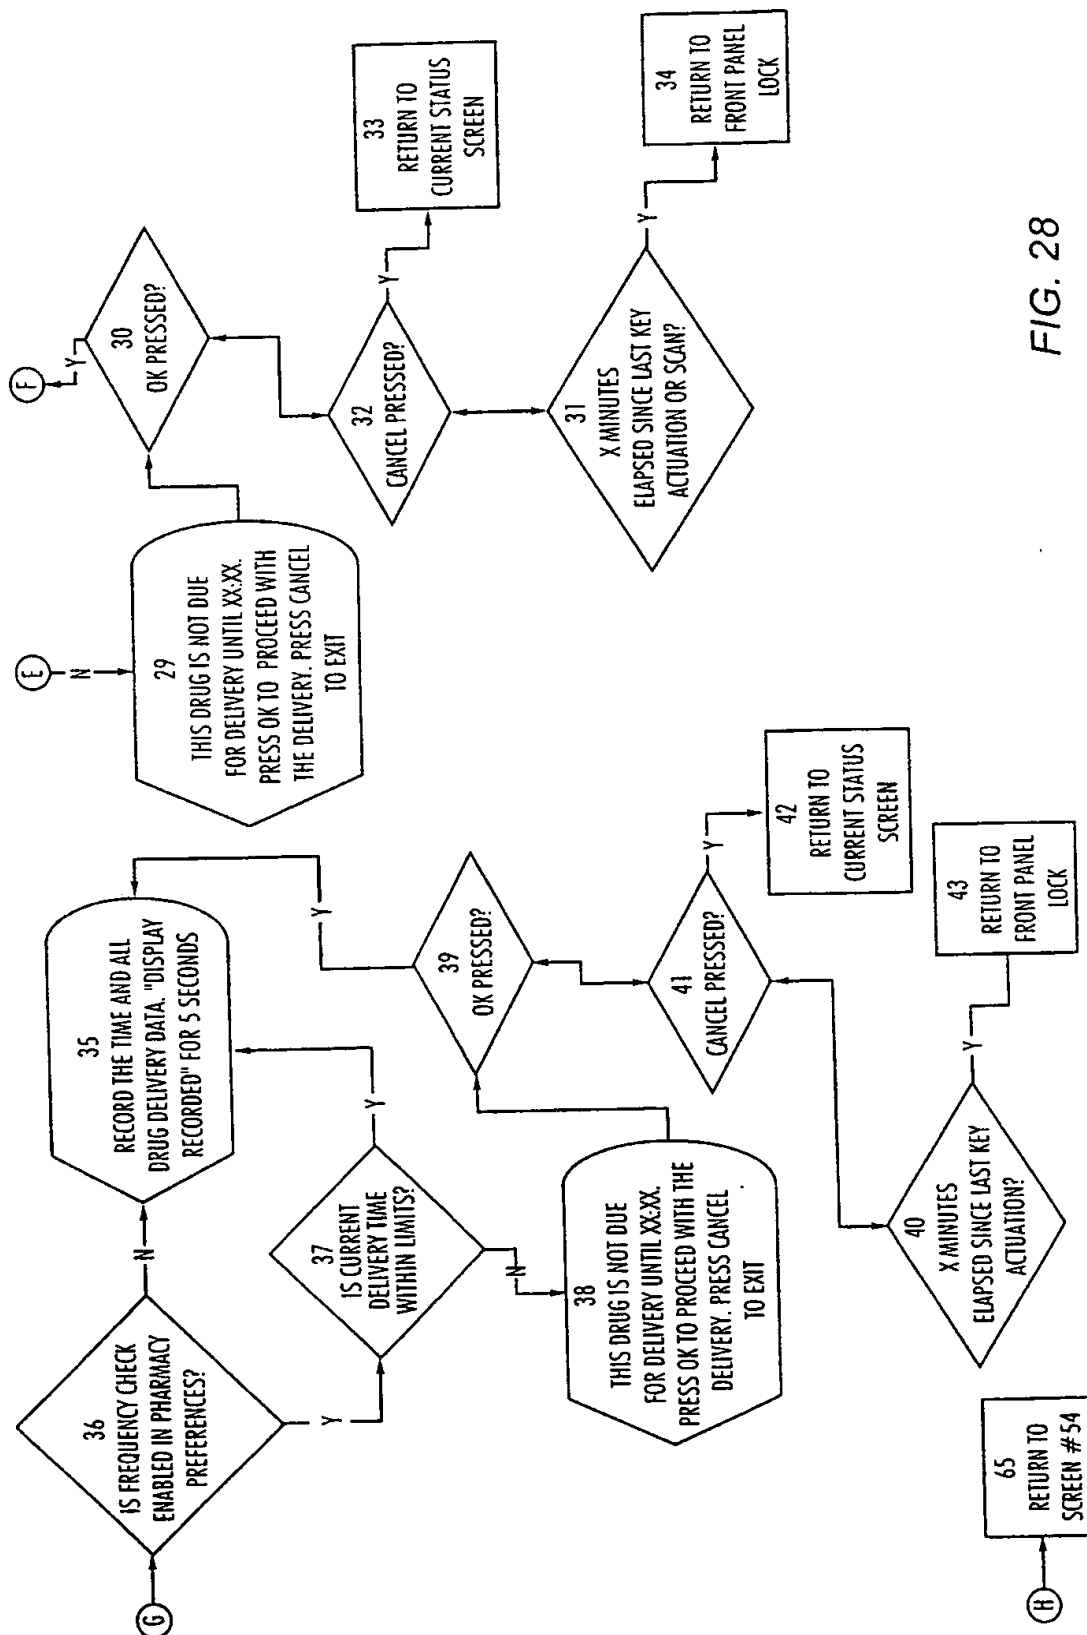 G
36
IS FREQUENCY CHECK
ENABLED IN PHARMACY
PREFERENCES?
N
Y
35
RECORD THE TIME AND ALL
DRUG DELIVERY DATA. "DISPLAY
RECORDED" FOR 5 SECONDS
37
IS CURRENT
DELIVERY TIME
WITHIN LIMITS?
Y
N
38
THIS DRUG IS NOT DUE
FOR DELIVERY UNTIL XX:XX.
PRESS OK TO PROCEED WITH THE
DELIVERY. PRESS CANCEL
TO EXIT
39
OK PRESSED?
Y
41
CANCEL PRESSED?
Y
42
RETURN TO
CURRENT STATUS
SCREEN
40
X MINUTES
ELAPSED SINCE LAST KEY
ACTUATION?
Y
43
RETURN TO
FRONT PANEL
LOCK
H
65
RETURN TO
SCREEN # 54
E
N
29
THIS DRUG IS NOT DUE
FOR DELIVERY UNTIL XX:XX.
PRESS OK TO PROCEED WITH
THE DELIVERY. PRESS CANCEL
TO EXIT
F
Y
30
OK PRESSED?
32
CANCEL PRESSED?
Y
33
RETURN TO
CURRENT STATUS
SCREEN
31
X MINUTES
ELAPSED SINCE LAST KEY
ACTUATION OR SCAN?
Y
34
RETURN TO
FRONT PANEL
LOCK
FIG. 28